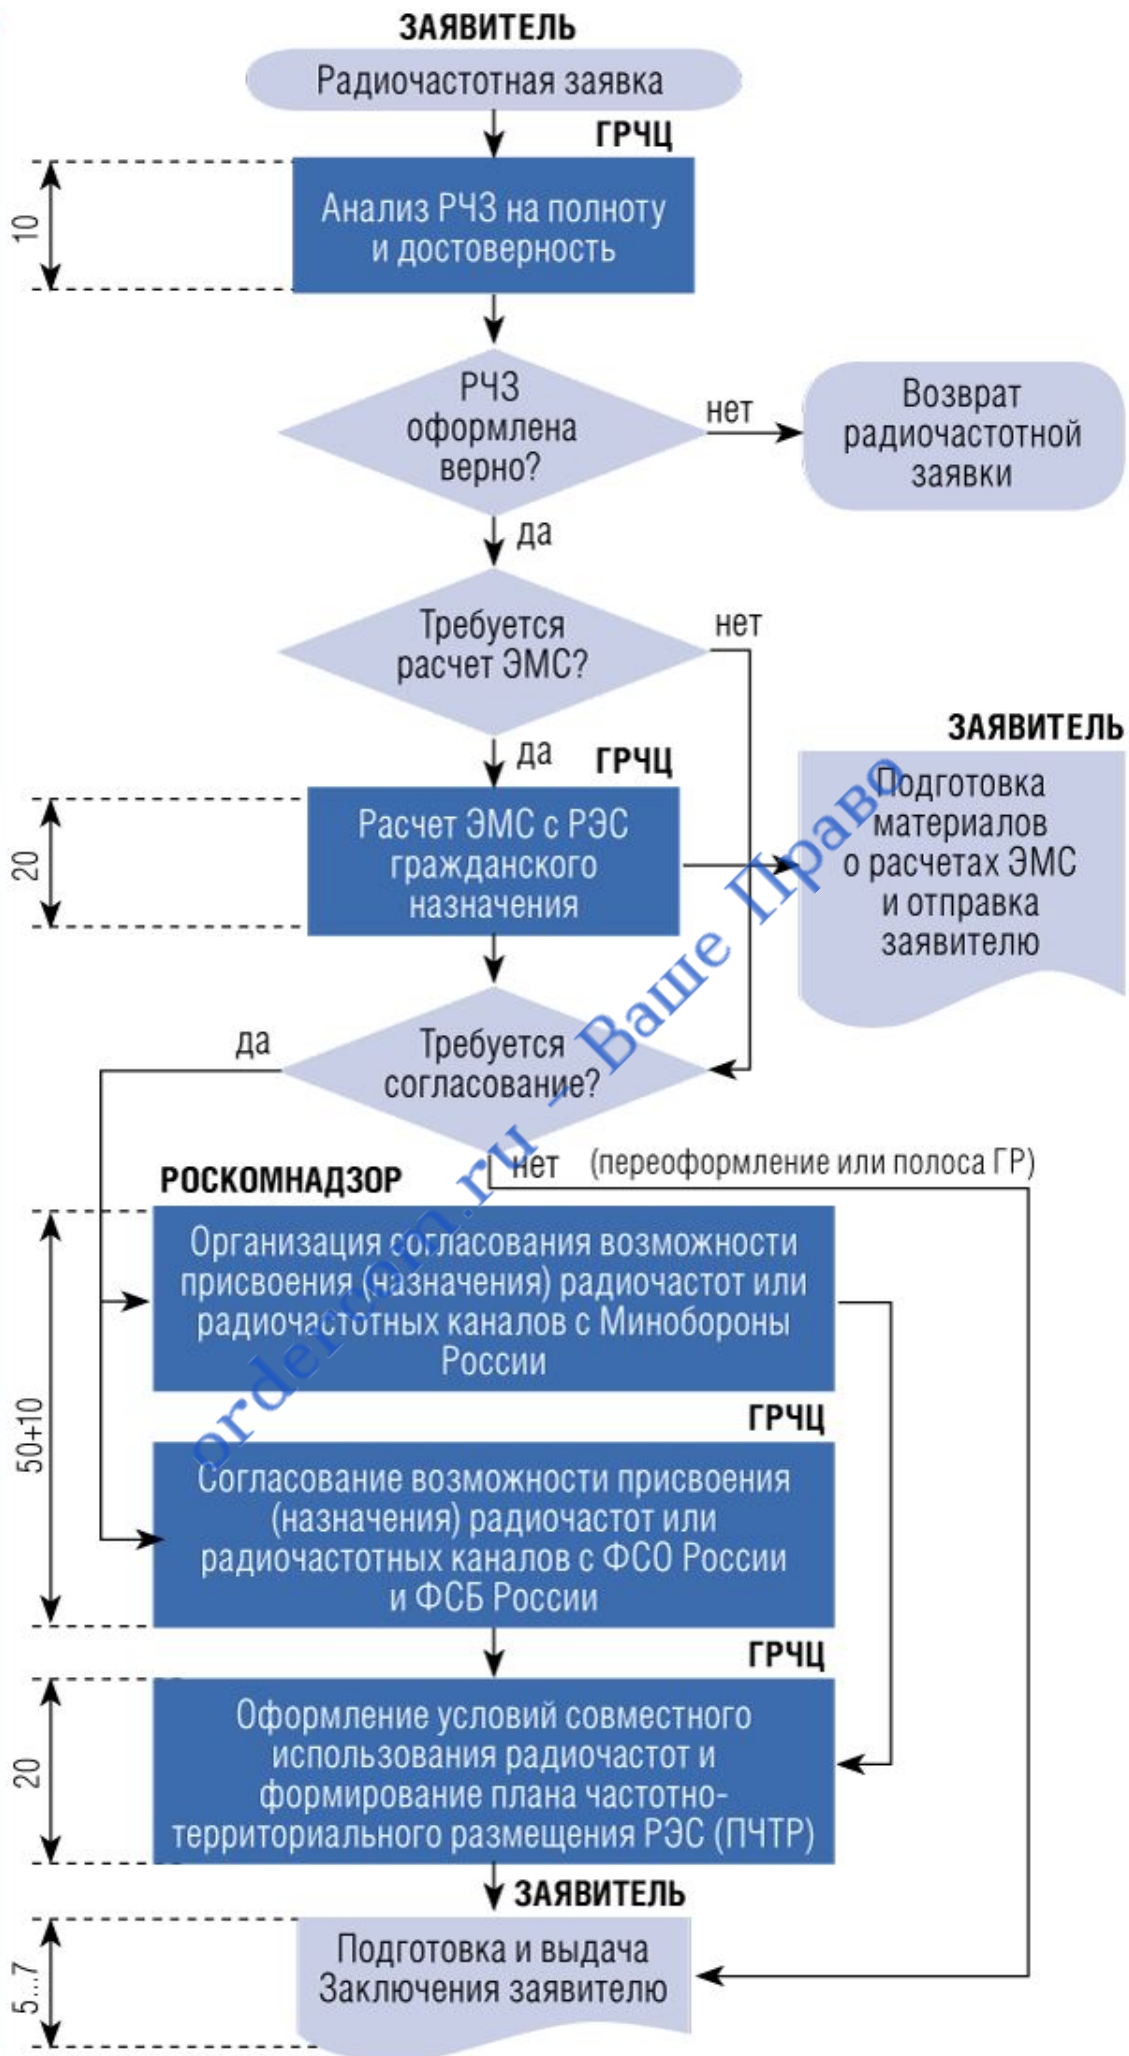 ЗАЯВИТЕЛЬ
Радиочастотная заявка
ГРЧЦ
10
Анализ РЧЗ на полноту
и достоверность
РЧЗ
оформлена
верно?
нет
Возврат
радиочастотной
заявки
да
Требуется
расчет ЭМС?
нет
да
ГРЧЦ
20
Расчет ЭМС с РЭС
гражданского
назначения
ЗАЯВИТЕЛЬ
Подготовка
материалов
о расчетах ЭМС
и отправка
заявителю
да
Требуется
согласование?
нет
(переоформление или полоса ГР)
РОСКОМНАДЗОР
50+10
Организация согласования возможности
присвоения (назначения) радиочастот или
радиочастотных каналов с Минобороны
России
ГРЧЦ
Согласование возможности присвоения
(назначения) радиочастот или
радиочастотных каналов с ФСО России
и ФСБ России
ГРЧЦ
20
Оформление условий совместного
использования радиочастот и
формирование плана частотно-
территориального размещения РЭС (ПЧТР)
ЗАЯВИТЕЛЬ
5...7
Подготовка и выдача
Заключения заявителю
ordercom.ru - Ваше Право